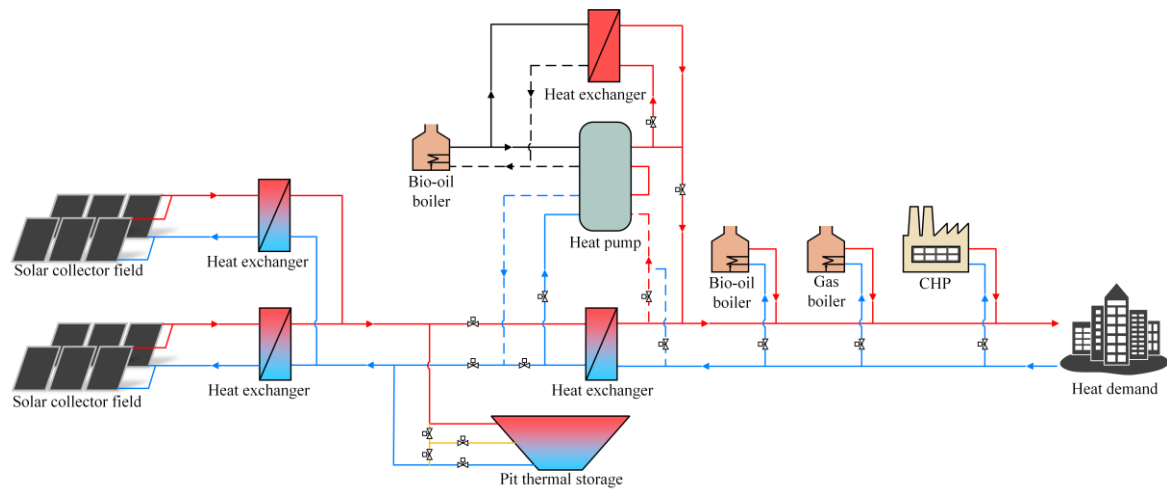 Heat exchanger
Bio-oil
boiler
Heat pump
Solar collector field
Heat exchanger
Bio-oil
boiler
Gas
boiler
CHP
Solar collector field
Heat exchanger
Heat exchanger
Heat demand
Pit thermal storage